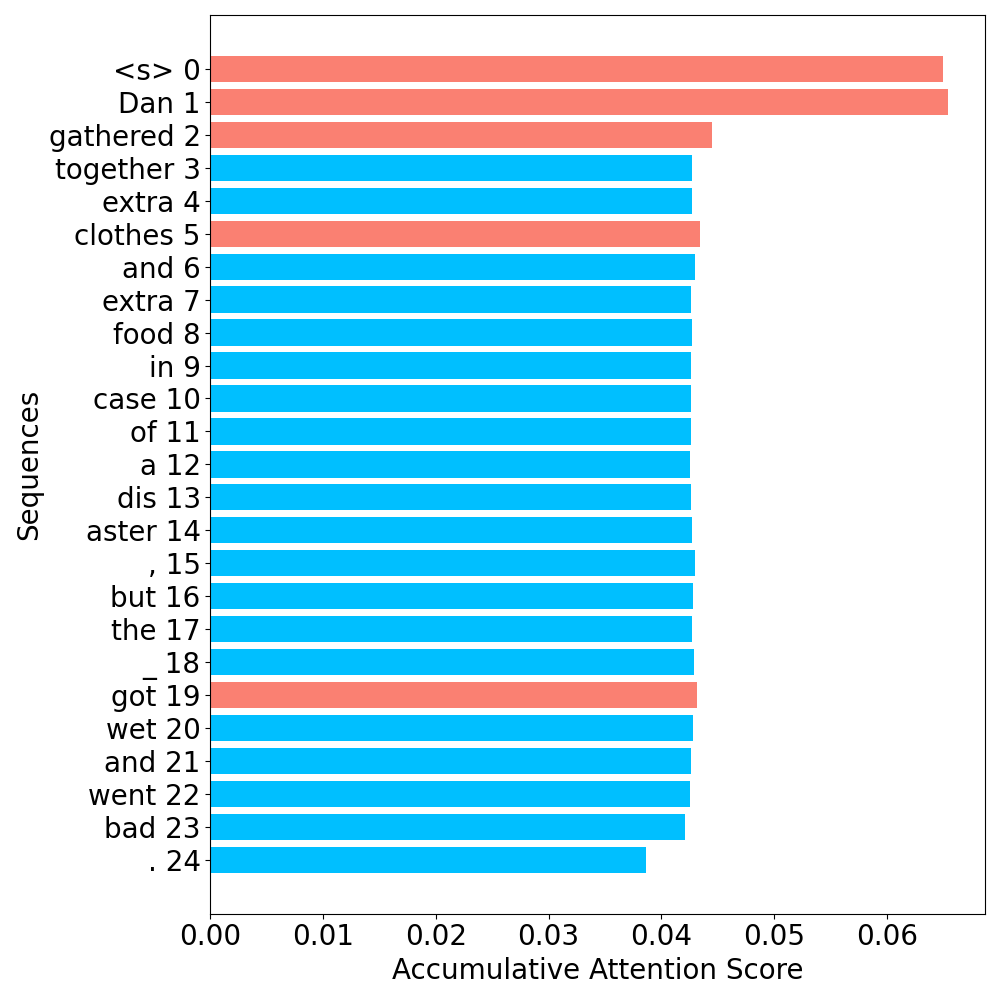 <s> 0
Dan 1
gathered 2
together 3
extra 4
clothes 5
and 6
extra 7
food 8
in 9
case 10
of 11
a 12
dis 13
aster 14
, 15
but 16
the 17
_ 18
got 19
wet 20
and 21
went 22
bad 23
. 24
Sequences
0.00 0.01 0.02 0.03 0.04 0.05 0.06
Accumulative Attention Score